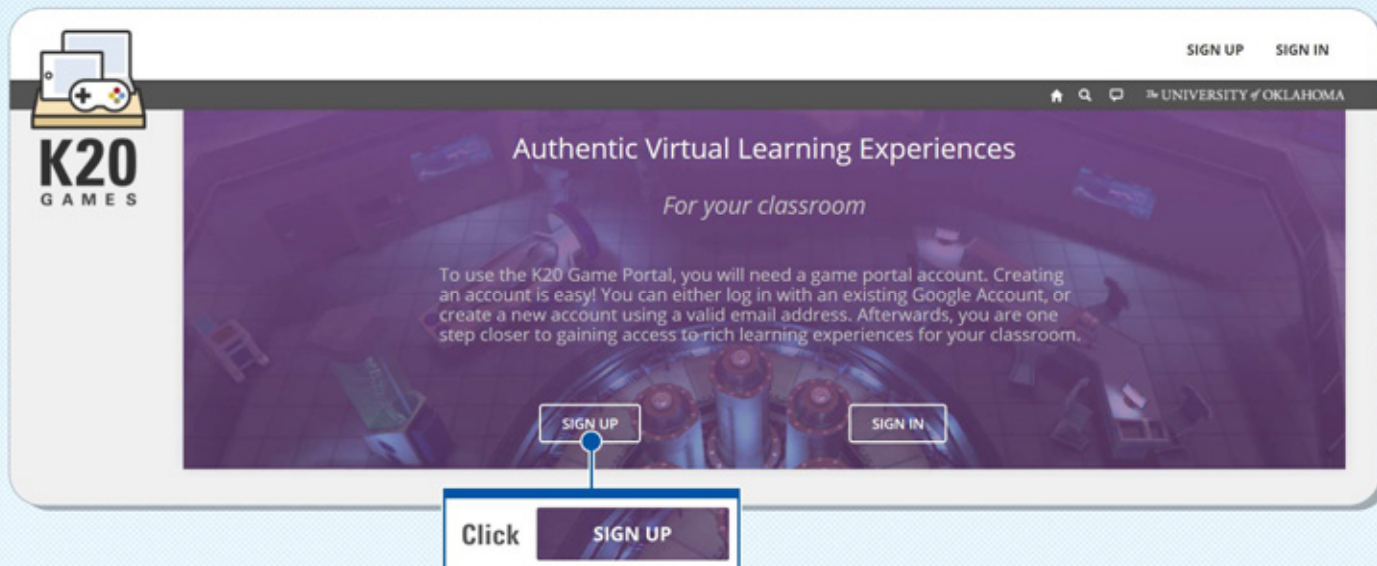 SIGN UP SIGN IN
The UNIVERSITY of OKLAHOMA
K20
GAMES
Authentic Virtual Learning Experiences
For your classroom
To use the K20 Game Portal, you will need a game portal account. Creating
an account is easy! You can either log in with an existing Google Account, or
create a new account using a valid email address. Afterwards, you are one
step closer to gaining access to rich learning experiences for your classroom.
SIGN UP SIGN IN
Click SIGN UP